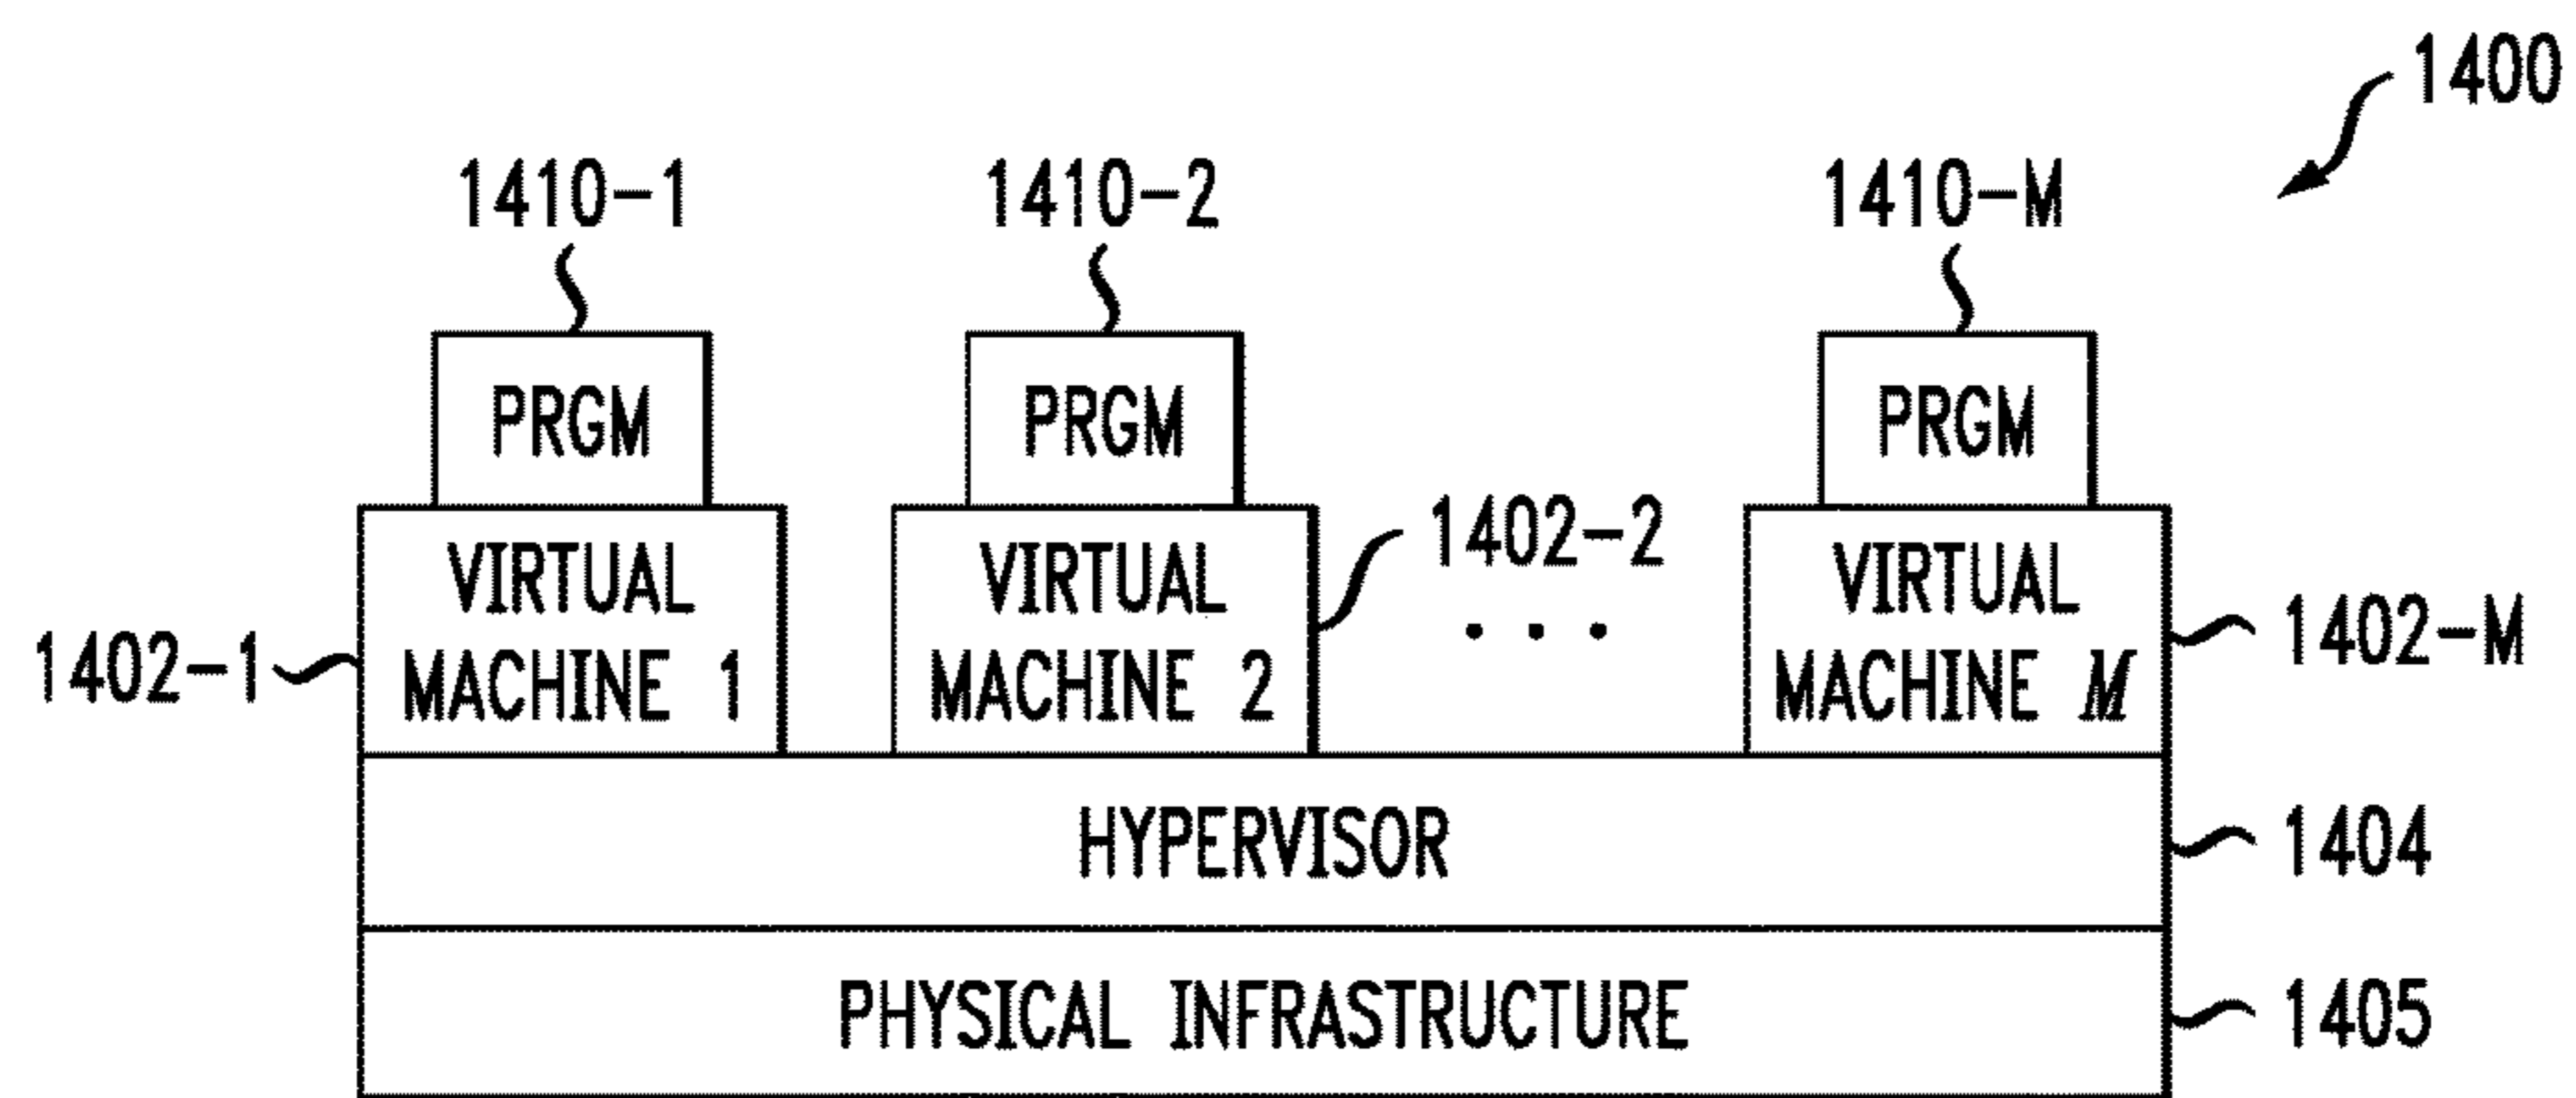 1400
1410-1 1410-2 1410-M
PRGM PRGM PRGM
1402-2
VIRTUAL VIRTUAL VIRTUAL
1402-M
1402-1
MACHINE 1 MACHINE 2 . . . MACHINE M
HYPERVISOR 1404
PHYSICAL INFRASTRUCTURE 1405